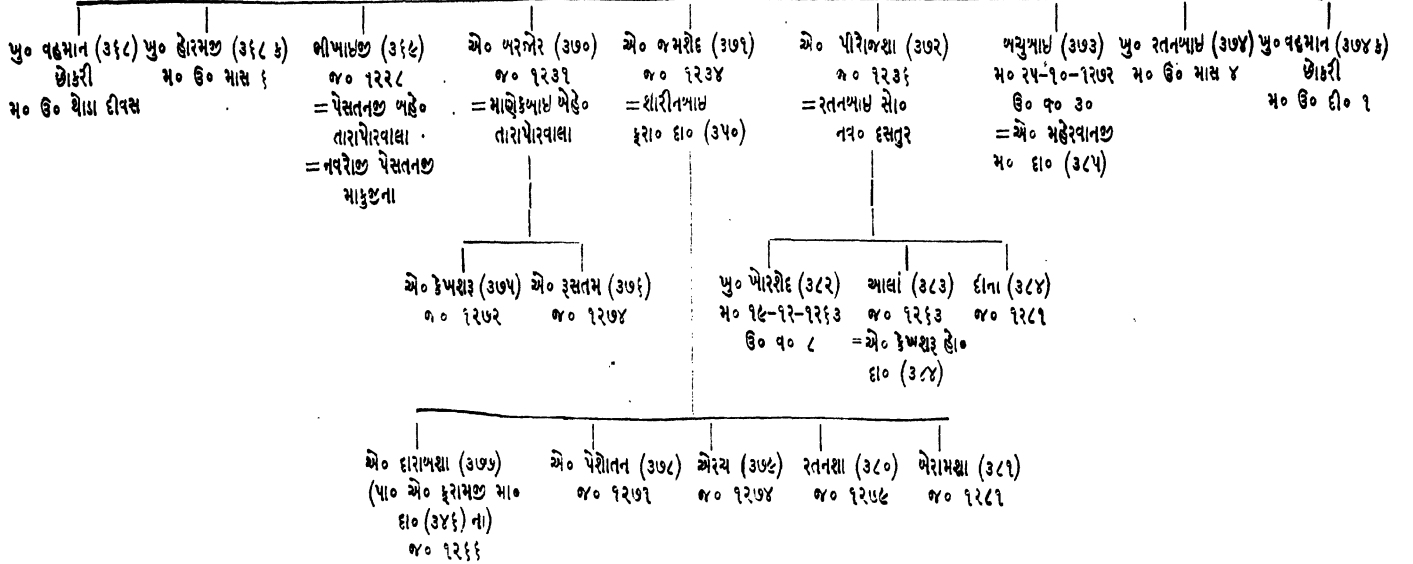 ખુ૦ વહમાન (૩૬૮)
છોકરી
મ૦ ઉ૦ થોડા દીવસ
ખુ૦ હોરમજી (૩૬૮ ક)
મ૦ ઉ૦ માસ ૬
ભીખાઇજી (૩૬૯)
જ૦ ૧૨૨૮
=પેસતનજી બહે૦
તારાપોરવાલા
=નવરોજી પેસતનજી
માકુજીના
એ૦ બરજોર (૩૭૦)
જ૦ ૧૨૩૧
=માણેકબાઇ બેહે૦
તારાપોરવાલા
એ૦ જમશેદ (૩૭૧)
જ૦ ૧૨૩૪
=શીરીનબાઇ
ફરા૦ દા૦ (૩૫૦)
એ૦ પીરોજશા (૩૭૨)
જ૦ ૧૨૩૬
=રતનબાઇ સો૦
નવ૦ દસતુર
બચુબાઇ (૩૭૩)
મ૦ ૨૫-૧૦-૧૨૭૨
ઉ૦ વ૦ ૩૦
=એ૦ મહેરવાનજી
મ૦ દા૦ (૩૮૫)
ખુ૦ રતનબાઇ (૩૭૪)
મ૦ ઉ૦ માસ ૪
ખુ૦ વહમાન (૩૭૪ ક)
છોકરી
મ૦ ઉ૦ દી૦ ૧
એ૦ કેખશરૂ (૩૭૫)
જ૦ ૧૨૭૨
એ૦ રૂસતમ (૩૭૬)
જ૦ ૧૨૭૪
ખુ૦ ખોરશેદ (૩૮૨)
મ૦ ૧૯-૧૨-૧૨૬૩
ઉ૦ વ૦ ૮
આલાં (૩૮૩)
જ૦ ૧૨૬૩
=એ૦ કેખશરૂ હો૦
દા૦ (૩૮૪)
દીના (૩૮૪)
જ૦ ૧૨૮૧
એ૦ દારાબશા (૩૭૭)
(પા૦ એ૦ ફરામજી મા૦
દા૦ (૩૪૬) ના)
જ૦ ૧૨૬૬
એ૦ પેશોતન (૩૭૮)
જ૦ ૧૨૭૧
એરચ (૩૭૯)
જ૦ ૧૨૭૪
રતનશા (૩૮૦)
જ૦ ૧૨૭૯
બેરામશા (૩૮૧)
જ૦ ૧૨૮૧